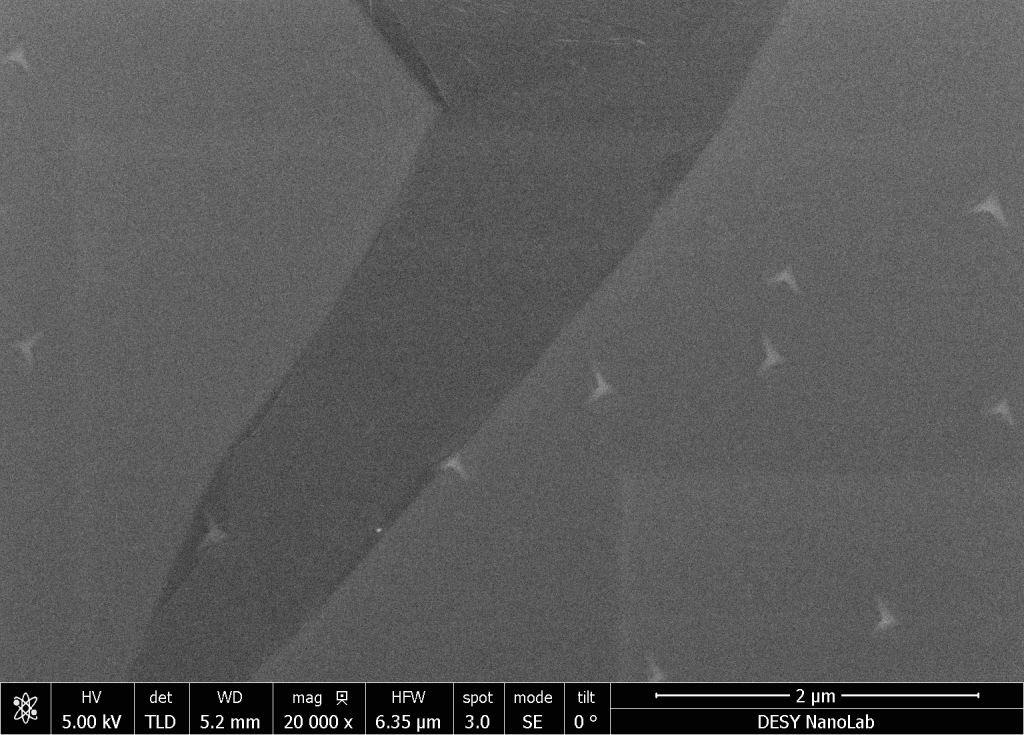 HV det WD mag HFW spot mode tilt 2 µm
5.00 kV TLD 5.2 mm 20 000 x 6.35 µm 3.0 SE 0 ° DESY NanoLab